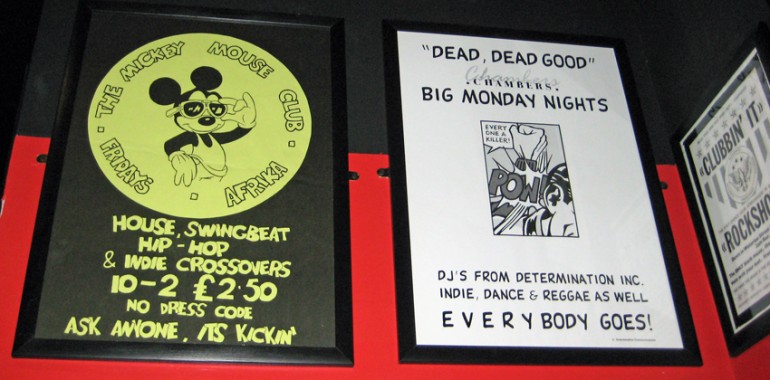 · THE MICKEY MOUSE CLUB ·
FRIDAYS · AFRIKA
HOUSE, SWINGBEAT
HIP-HOP
& INDIE CROSSOVERS
10-2 £2·50
NO DRESS CODE
ASK ANYONE, ITS KICKIN'
"DEAD, DEAD GOOD"
Chambers
·CHAMBERS·
BIG MONDAY NIGHTS
EVERY
ONE A
KILLER!
POW!
DJ'S FROM DETERMINATION INC.
INDIE, DANCE & REGGAE AS WELL
EVERYBODY GOES!
"CLUBBIN' IT"
«ROCKSHO